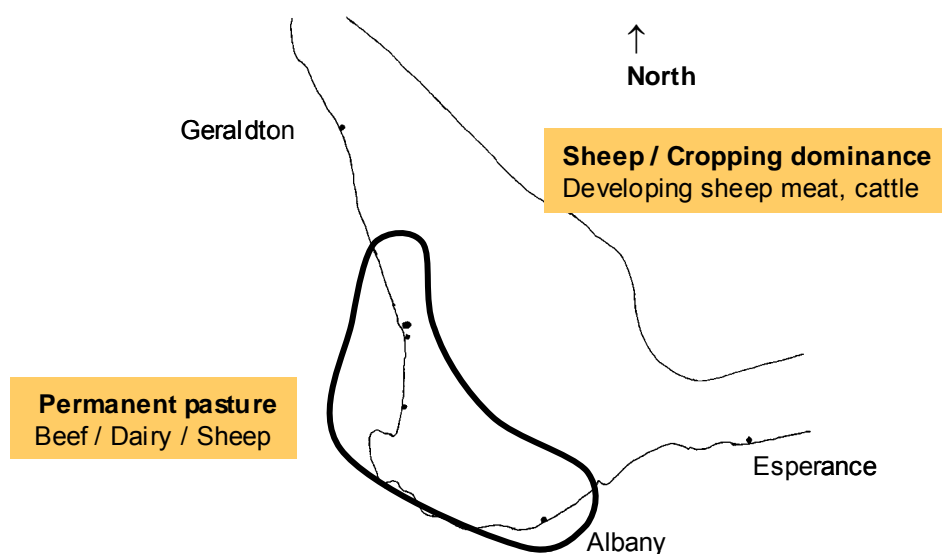 ↑
North
Geraldton
Sheep / Cropping dominance
Developing sheep meat, cattle
Permanent pasture
Beef / Dairy / Sheep
Esperance
Albany